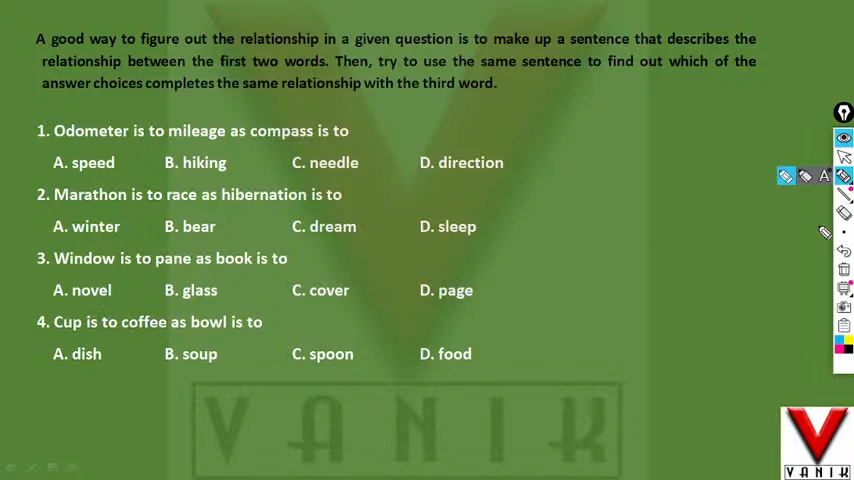 A good way to figure out the relationship in a given question is to make up a sentence that describes the
relationship between the first two words. Then, try to use the same sentence to find out which of the
answer choices completes the same relationship with the third word.
1. Odometer is to mileage as compass is to
A. speed B. hiking C. needle D. direction
2. Marathon is to race as hibernation is to
A. winter B. bear C. dream D. sleep
3. Window is to pane as book is to
A. novel B. glass C. cover D. page
4. Cup is to coffee as bowl is to
A. dish B. soup C. spoon D. food
VANIK
A
VANIK